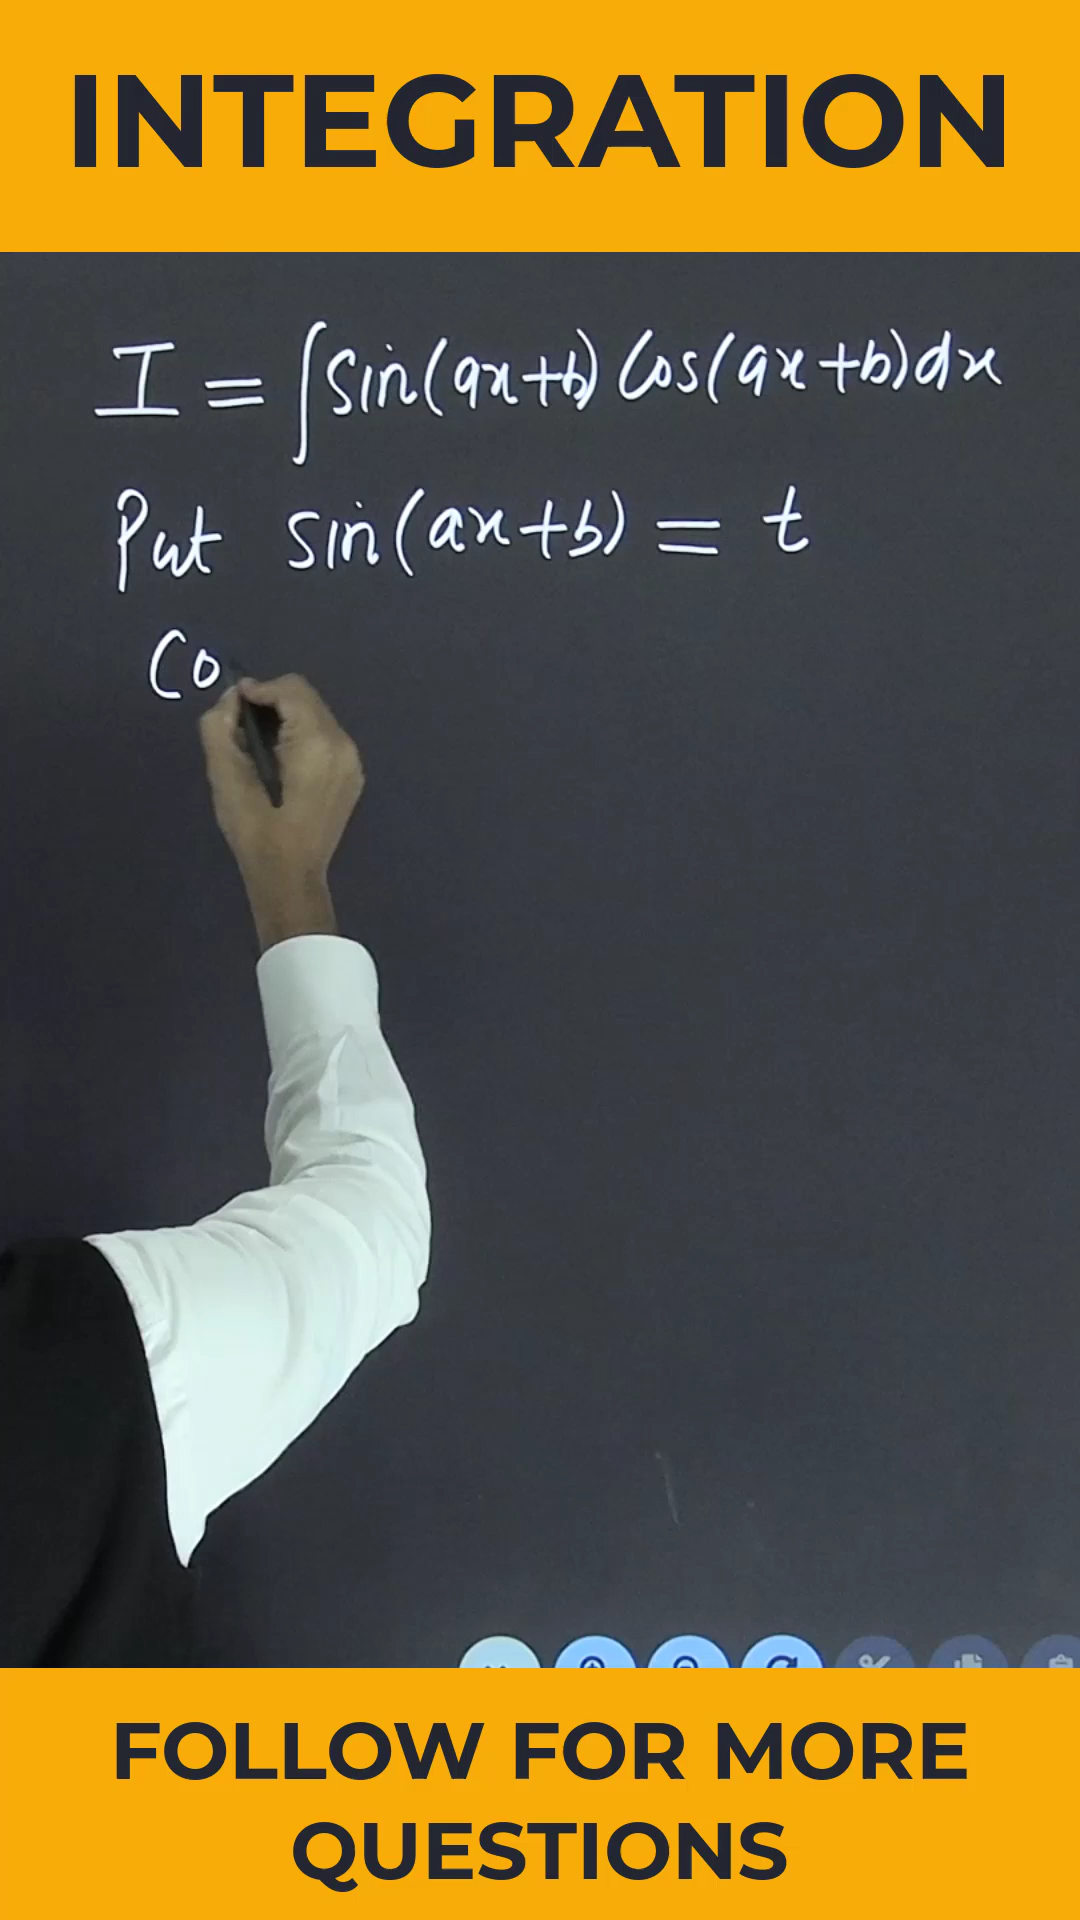 INTEGRATION
I = ∫sin(ax+b) Cos(ax+b)dx
Put sin(ax+b) = t
Co
FOLLOW FOR MORE
QUESTIONS